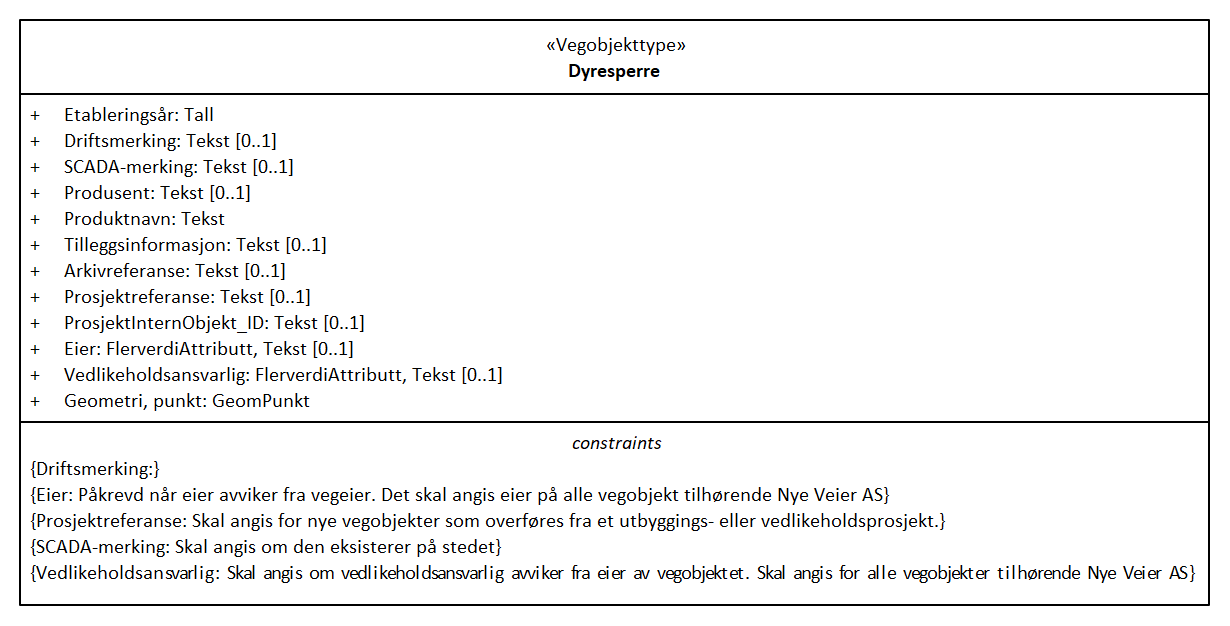 «Vegobjekttype»
Dyresperre
+ Etableringsår: Tall
+ Driftsmerking: Tekst [0..1]
+ SCADA-merking: Tekst [0..1]
+ Produsent: Tekst [0..1]
+ Produktnavn: Tekst
+ Tilleggsinformasjon: Tekst [0..1]
+ Arkivreferanse: Tekst [0..1]
+ Prosjektreferanse: Tekst [0..1]
+ ProsjektInternObjekt_ID: Tekst [0..1]
+ Eier: FlerverdiAttributt, Tekst [0..1]
+ Vedlikeholdsansvarlig: FlerverdiAttributt, Tekst [0..1]
+ Geometri, punkt: GeomPunkt
constraints
{Driftsmerking:}
{Eier: Påkrevd når eier avviker fra vegeier. Det skal angis eier på alle vegobjekt tilhørende Nye Veier AS}
{Prosjektreferanse: Skal angis for nye vegobjekter som overføres fra et utbyggings- eller vedlikeholdsprosjekt.}
{SCADA-merking: Skal angis om den eksisterer på stedet}
{Vedlikeholdsansvarlig: Skal angis om vedlikeholdsansvarlig avviker fra eier av vegobjektet. Skal angis for alle vegobjekter tilhørende Nye Veier AS}